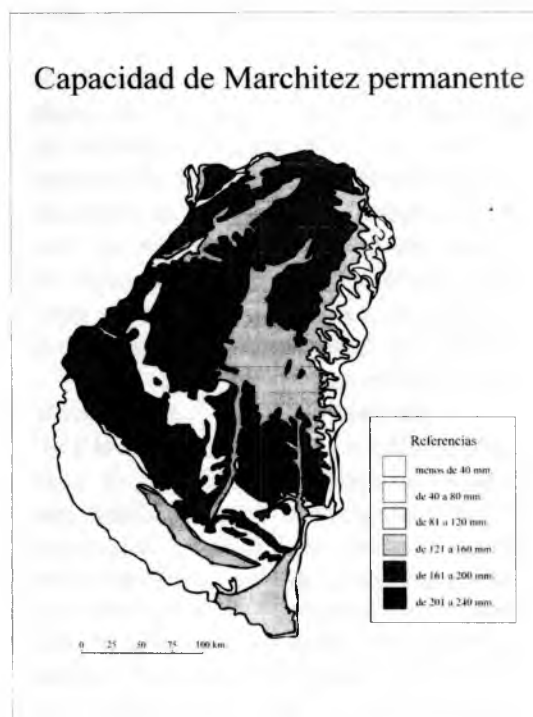 Capacidad de Marchitez permanente
Referencias
menos de 40 mm.
de 40 a 80 mm.
de 81 a 120 mm.
de 121 a 160 mm.
de 161 a 200 mm.
de 201 a 240 mm.
0 25 50 75 100 km.